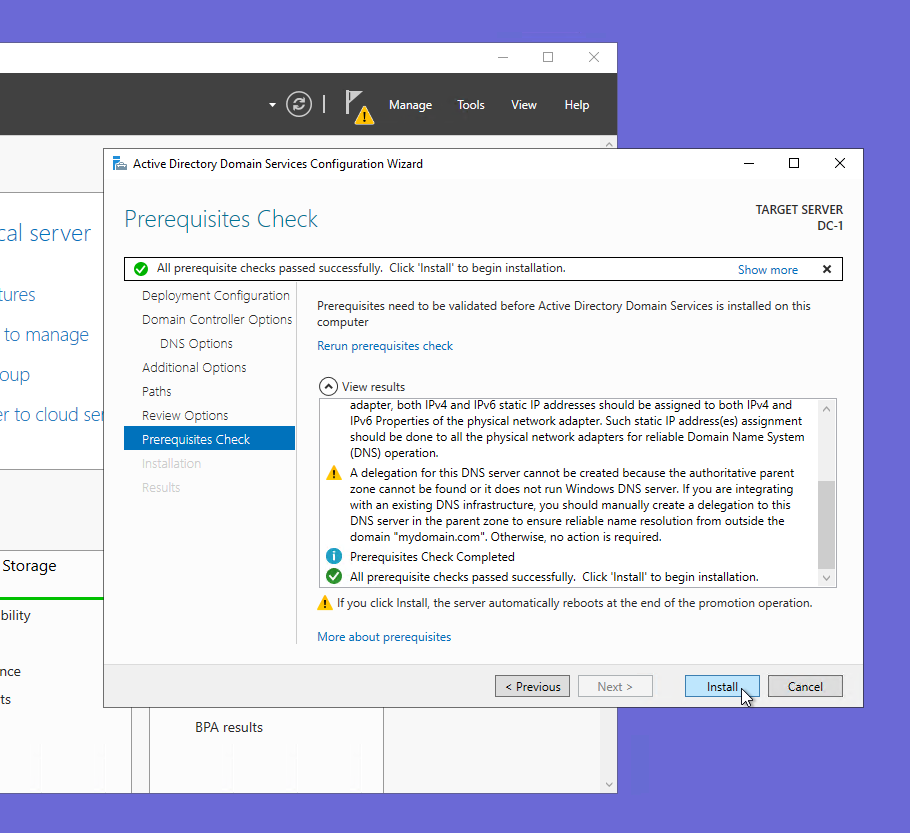 Manage Tools View Help
Active Directory Domain Services Configuration Wizard
Prerequisites Check
TARGET SERVER
DC-1
All prerequisite checks passed successfully.  Click 'Install' to begin installation.
Show more
Deployment Configuration
Domain Controller Options
DNS Options
Additional Options
Paths
Review Options
Prerequisites Check
Installation
Results
Prerequisites need to be validated before Active Directory Domain Services is installed on this
computer
Rerun prerequisites check
View results
adapter, both IPv4 and IPv6 static IP addresses should be assigned to both IPv4 and
IPv6 Properties of the physical network adapter. Such static IP address(es) assignment
should be done to all the physical network adapters for reliable Domain Name System
(DNS) operation.
A delegation for this DNS server cannot be created because the authoritative parent
zone cannot be found or it does not run Windows DNS server. If you are integrating
with an existing DNS infrastructure, you should manually create a delegation to this
DNS server in the parent zone to ensure reliable name resolution from outside the
domain "mydomain.com". Otherwise, no action is required.
Prerequisites Check Completed
All prerequisite checks passed successfully.  Click 'Install' to begin installation.
If you click Install, the server automatically reboots at the end of the promotion operation.
More about prerequisites
< Previous
Next >
Install
Cancel
cal server
tures
to manage
oup
er to cloud ser
Storage
bility
nce
ts
BPA results